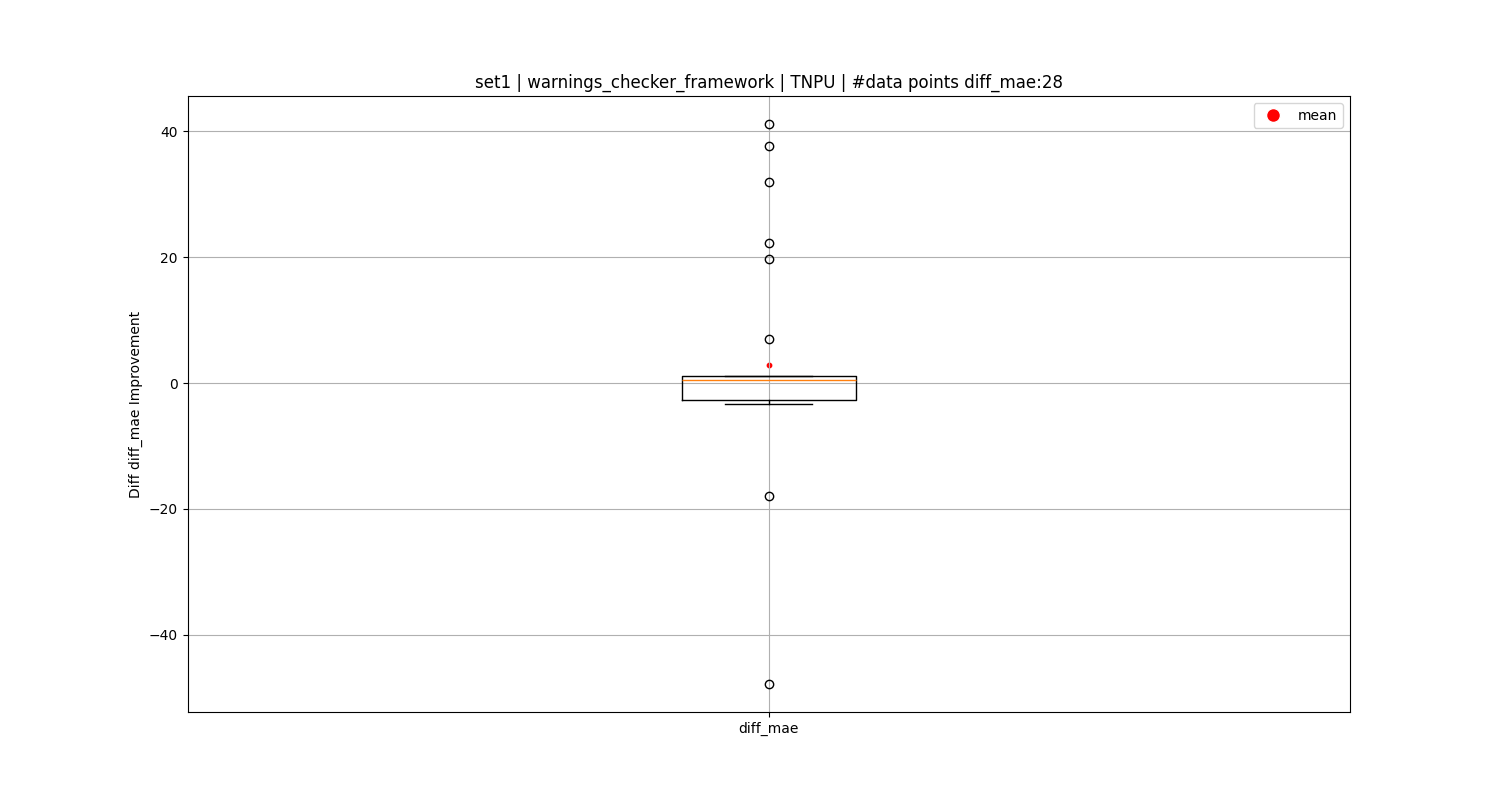 set1 | warnings_checker_framework | TNPU | #data points diff_mae:28
mean
40
20
0
−20
−40
Diff diff_mae Improvement
diff_mae